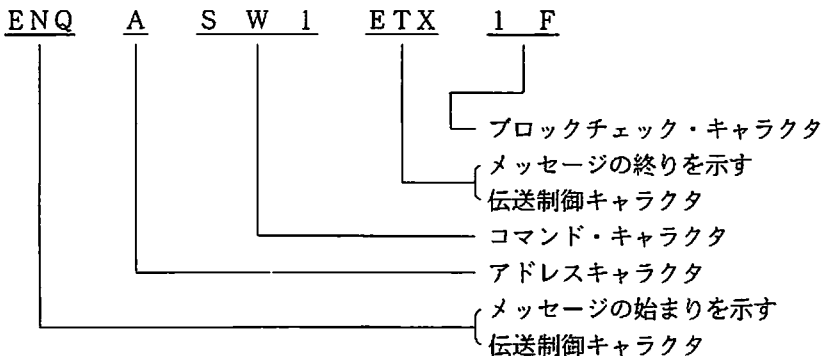 ENQ A S W 1 ETX 1 F
ブロックチェック・キャラクタ
メッセージの終りを示す
伝送制御キャラクタ
コマンド・キャラクタ
アドレスキャラクタ
メッセージの始まりを示す
伝送制御キャラクタ